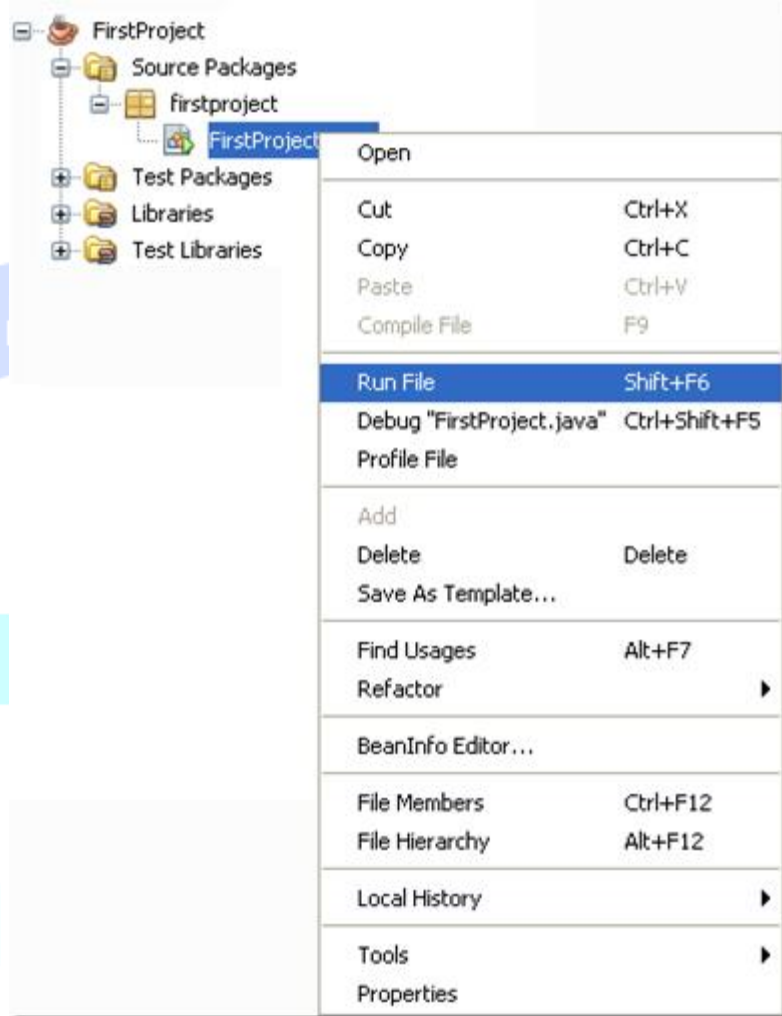 FirstProject
Source Packages
firstproject
FirstProject
Test Packages
Libraries
Test Libraries
Open
Cut Ctrl+X
Copy Ctrl+C
Paste Ctrl+V
Compile File F9
Run File Shift+F6
Debug "FirstProject.java" Ctrl+Shift+F5
Profile File
Add
Delete Delete
Save As Template...
Find Usages Alt+F7
Refactor
BeanInfo Editor...
File Members Ctrl+F12
File Hierarchy Alt+F12
Local History
Tools
Properties